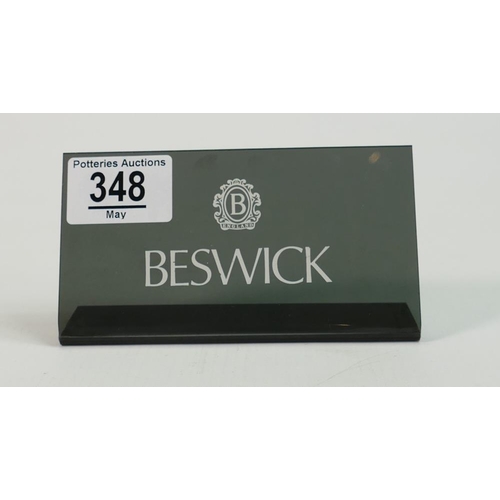 Potteries Auctions
348
May
B
ENGLAND
BESWICK